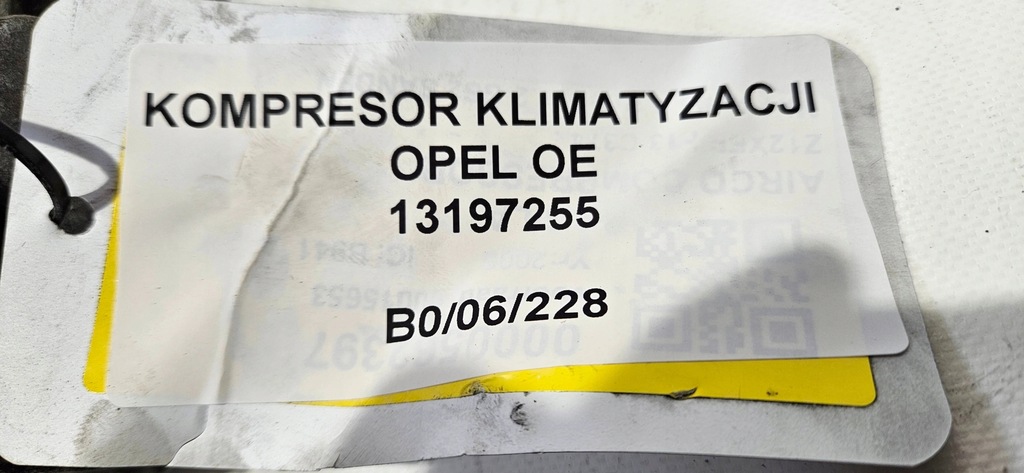 KOMPRESOR KLIMATYZACJI
OPEL OE
13197255
B0/06/228